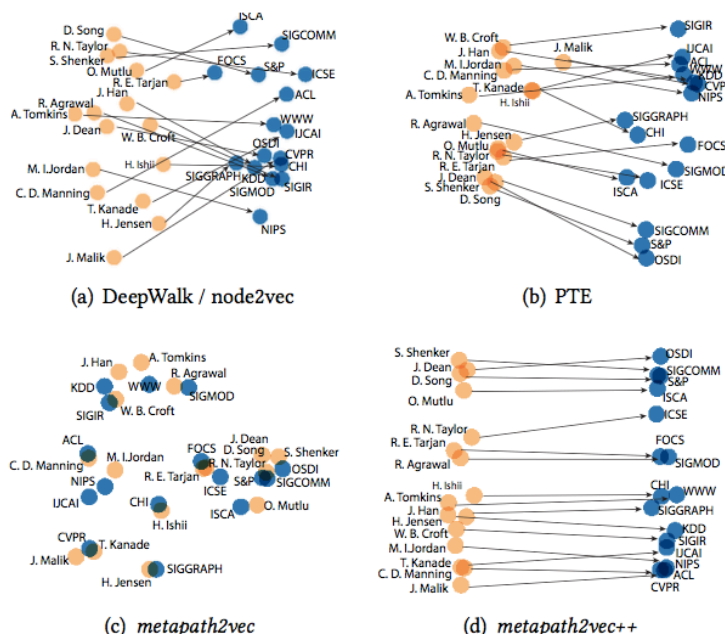 D. Song
R. N. Taylor
S. Shenker
O. Mutlu
R. E. Tarjan
J. Han
R. Agrawal
A. Tomkins
J. Dean
W. B. Croft
M. I.Jordan
H. Ishii
C. D. Manning
T. Kanade
H. Jensen
J. Malik
ISCA
SIGCOMM
FOCS
S&P
ICSE
ACL
WWW
IJCAI
OSDI
CVPR
CHI
SIGGRAPH
KDD
SIGMOD
SIGIR
NIPS
(a) DeepWalk / node2vec
W. B. Croft
J. Han
M. I.Jordan
C. D. Manning
J. Malik
T. Kanade
A. Tomkins
H. Ishii
R. Agrawal
H. Jensen
O. Mutlu
R. N. Taylor
R. E. Tarjan
J. Dean
S. Shenker
D. Song
SIGIR
IJCAI
ACL
WWW
KDD
CVPR
NIPS
SIGGRAPH
CHI
FOCS
SIGMOD
ISCA
ICSE
SIGCOMM
S&P
OSDI
(b) PTE
A. Tomkins
J. Han
R. Agrawal
KDD
WWW
SIGMOD
SIGIR
W. B. Croft
ACL
C. D. Manning
M. I.Jordan
NIPS
IJCAI
FOCS
J. Dean
D. Song
S. Shenker
R. N. Taylor
R. E. Tarjan
OSDI
ICSE
S&P
SIGCOMM
CHI
H. Ishii
ISCA
O. Mutlu
CVPR
T. Kanade
J. Malik
H. Jensen
SIGGRAPH
(c) metapath2vec
S. Shenker
J. Dean
D. Song
O. Mutlu
R. N. Taylor
R. E. Tarjan
R. Agrawal
H. Ishii
A. Tomkins
J. Han
H. Jensen
W. B. Croft
M. I.Jordan
T. Kanade
C. D. Manning
J. Malik
OSDI
SIGCOMM
S&P
ISCA
ICSE
FOCS
SIGMOD
CHI
WWW
SIGGRAPH
KDD
SIGIR
IJCAI
NIPS
ACL
CVPR
(d) metapath2vec++